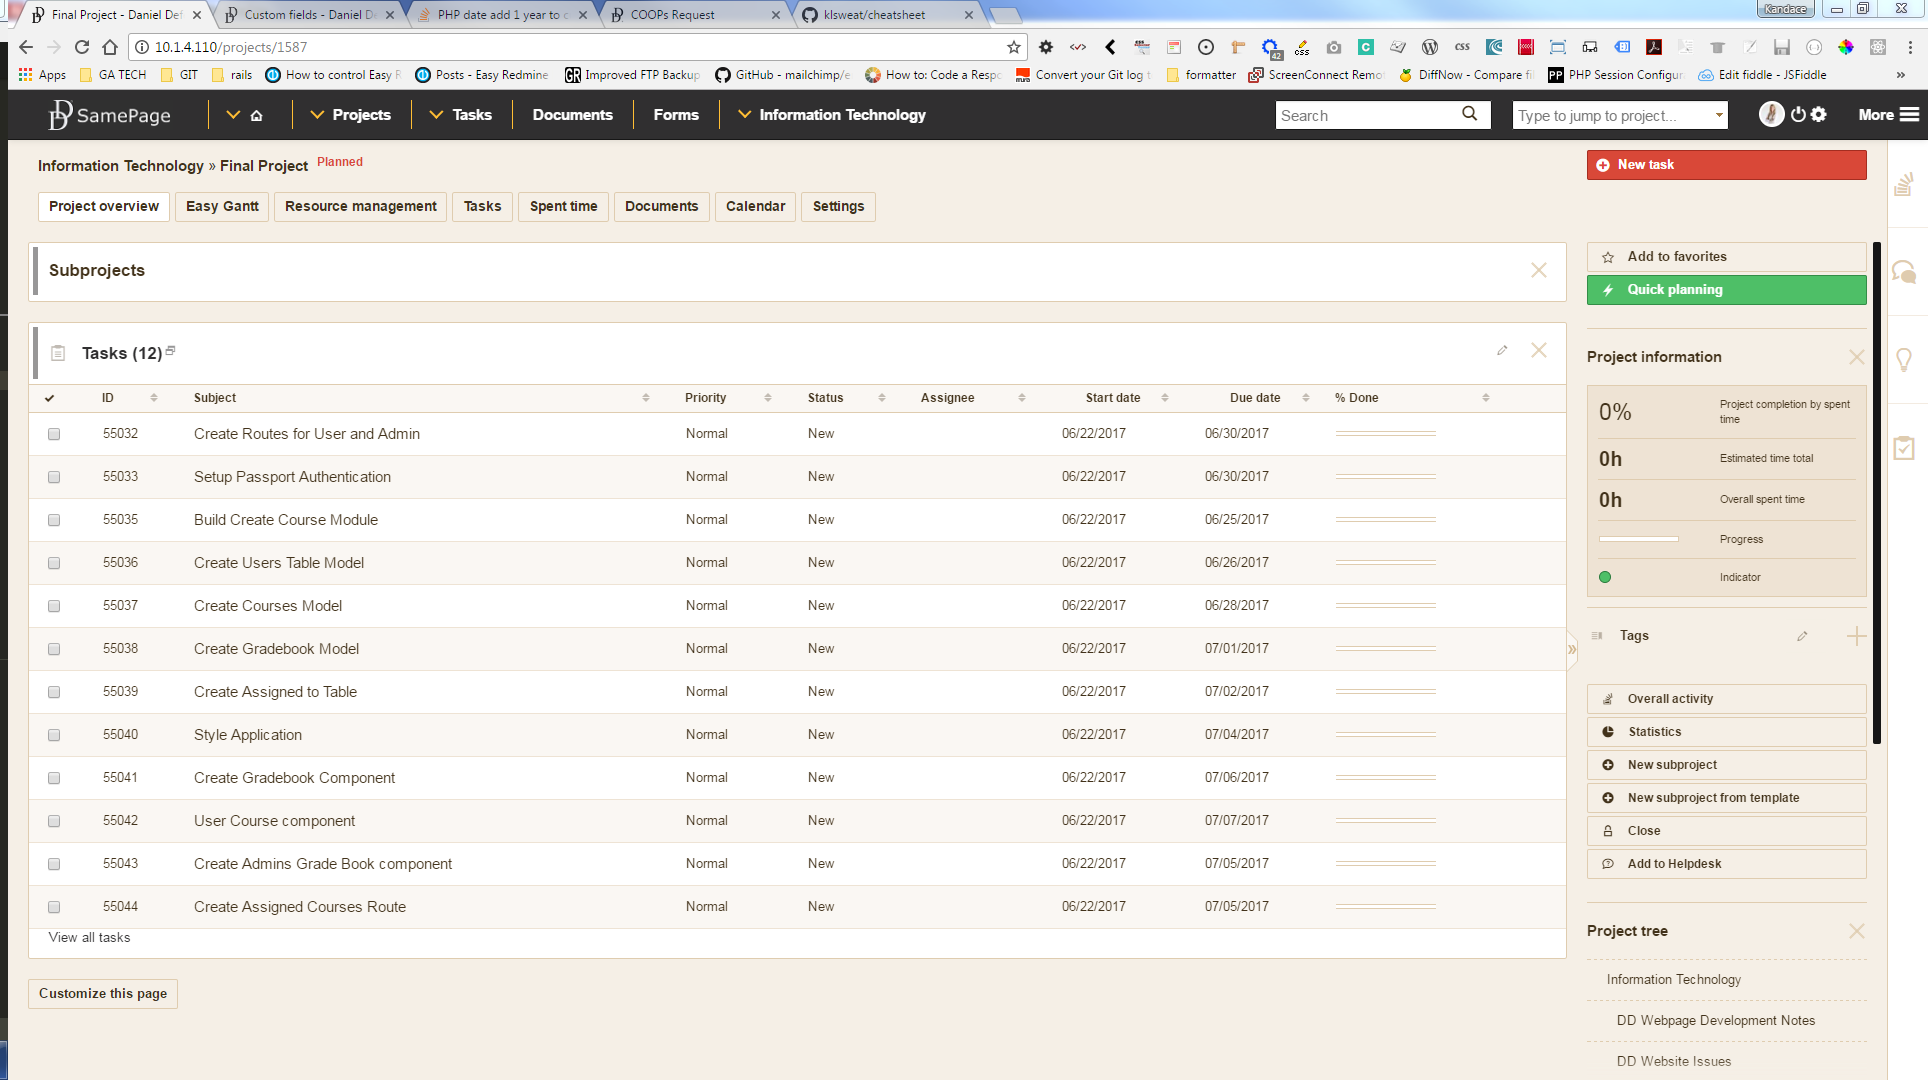 Final Project - Daniel Def
Custom fields - Daniel De
PHP date add 1 year to c
COOPs Request
klsweat/cheatsheet
Kandace
10.1.4.110/projects/1587
css
42
Apps
GA TECH
GIT
rails
How to control Easy R
Posts - Easy Redmine
Improved FTP Backup
GitHub - mailchimp/e
How to: Code a Respo
Convert your Git log t
formatter
ScreenConnect Remot
DiffNow - Compare fi
PHP Session Configur
Edit fiddle - JSFiddle
»
SamePage
Projects
Tasks
Documents
Forms
Information Technology
Search
Type to jump to project...
More
Information Technology » Final Project Planned
New task
Project overview
Easy Gantt
Resource management
Tasks
Spent time
Documents
Calendar
Settings
Subprojects
Add to favorites
Quick planning
Tasks (12)
ID Subject Priority Status Assignee Start date Due date % Done
55032 Create Routes for User and Admin Normal New 06/22/2017 06/30/2017
55033 Setup Passport Authentication Normal New 06/22/2017 06/30/2017
55035 Build Create Course Module Normal New 06/22/2017 06/25/2017
55036 Create Users Table Model Normal New 06/22/2017 06/26/2017
55037 Create Courses Model Normal New 06/22/2017 06/28/2017
55038 Create Gradebook Model Normal New 06/22/2017 07/01/2017
55039 Create Assigned to Table Normal New 06/22/2017 07/02/2017
55040 Style Application Normal New 06/22/2017 07/04/2017
55041 Create Gradebook Component Normal New 06/22/2017 07/06/2017
55042 User Course component Normal New 06/22/2017 07/07/2017
55043 Create Admins Grade Book component Normal New 06/22/2017 07/05/2017
55044 Create Assigned Courses Route Normal New 06/22/2017 07/05/2017
View all tasks
Customize this page
Project information
0% Project completion by spent
time
0h Estimated time total
0h Overall spent time
Progress
Indicator
Tags
Overall activity
Statistics
New subproject
New subproject from template
Close
Add to Helpdesk
Project tree
Information Technology
DD Webpage Development Notes
DD Website Issues